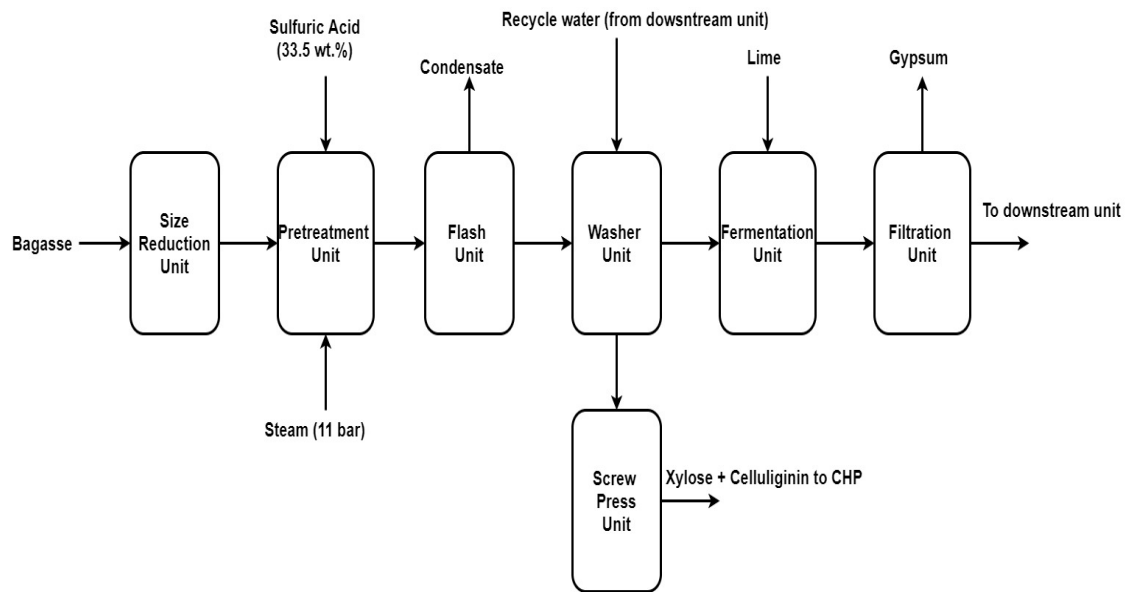 Recycle water (from dowsntream unit)
Sulfuric Acid
(33.5 wt.%)
Condensate
Lime
Gypsum
Bagasse
Size
Reduction
Unit
Pretreatment
Unit
Flash
Unit
Washer
Unit
Fermentation
Unit
Filtration
Unit
To downstream unit
Steam (11 bar)
Screw
Press
Unit
Xylose + Celluliginin to CHP